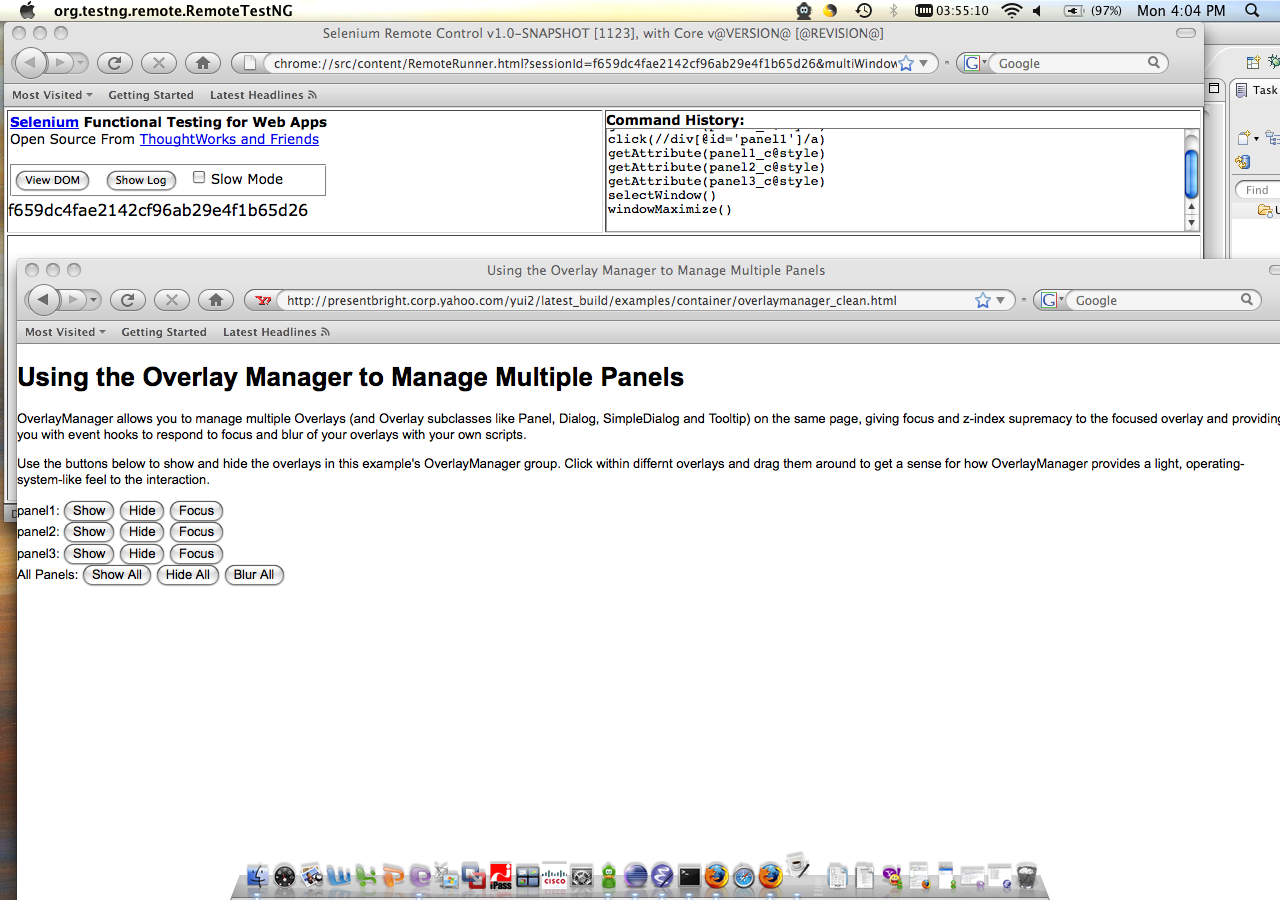 org.testng.remote.RemoteTestNG 03:55:10 (97%) Mon 4:04 PM
Selenium Remote Control v1.0-SNAPSHOT [1123], with Core v@VERSION@ [@REVISION@]
chrome://src/content/RemoteRunner.html?sessionId=f659dc4fae2142cf96ab29e4f1b65d26&multiWindow
Google
Most Visited Getting Started Latest Headlines
Task
Selenium Functional Testing for Web Apps
Open Source From ThoughtWorks and Friends
View DOM Show Log Slow Mode
f659dc4fae2142cf96ab29e4f1b65d26
Command History:
click(//div[@id='panel1']/a)
getAttribute(panel1_c@style)
getAttribute(panel2_c@style)
getAttribute(panel3_c@style)
selectWindow()
windowMaximize()
Find
Using the Overlay Manager to Manage Multiple Panels
http://presentbright.corp.yahoo.com/yui2/latest_build/examples/container/overlaymanager_clean.html
Google
Most Visited Getting Started Latest Headlines
Using the Overlay Manager to Manage Multiple Panels
OverlayManager allows you to manage multiple Overlays (and Overlay subclasses like Panel, Dialog, SimpleDialog and Tooltip) on the same page, giving focus and z-index supremacy to the focused overlay and providing
you with event hooks to respond to focus and blur of your overlays with your own scripts.
Use the buttons below to show and hide the overlays in this example's OverlayManager group. Click within differnt overlays and drag them around to get a sense for how OverlayManager provides a light, operating-
system-like feel to the interaction.
panel1: Show Hide Focus
panel2: Show Hide Focus
panel3: Show Hide Focus
All Panels: Show All Hide All Blur All
iPass
CISCO